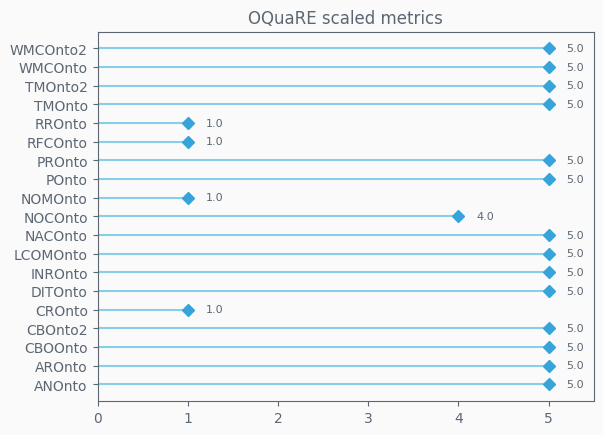 OQuaRE scaled metrics
WMCOnto2 5.0
WMCOnto 5.0
TMOnto2 5.0
TMOnto 5.0
RROnto 1.0
RFCOnto 1.0
PROnto 5.0
POnto 5.0
NOMOnto 1.0
NOCOnto 4.0
NACOnto 5.0
LCOMOnto 5.0
INROnto 5.0
DITOnto 5.0
CROnto 1.0
CBOnto2 5.0
CBOOnto 5.0
AROnto 5.0
ANOnto 5.0
0 1 2 3 4 5